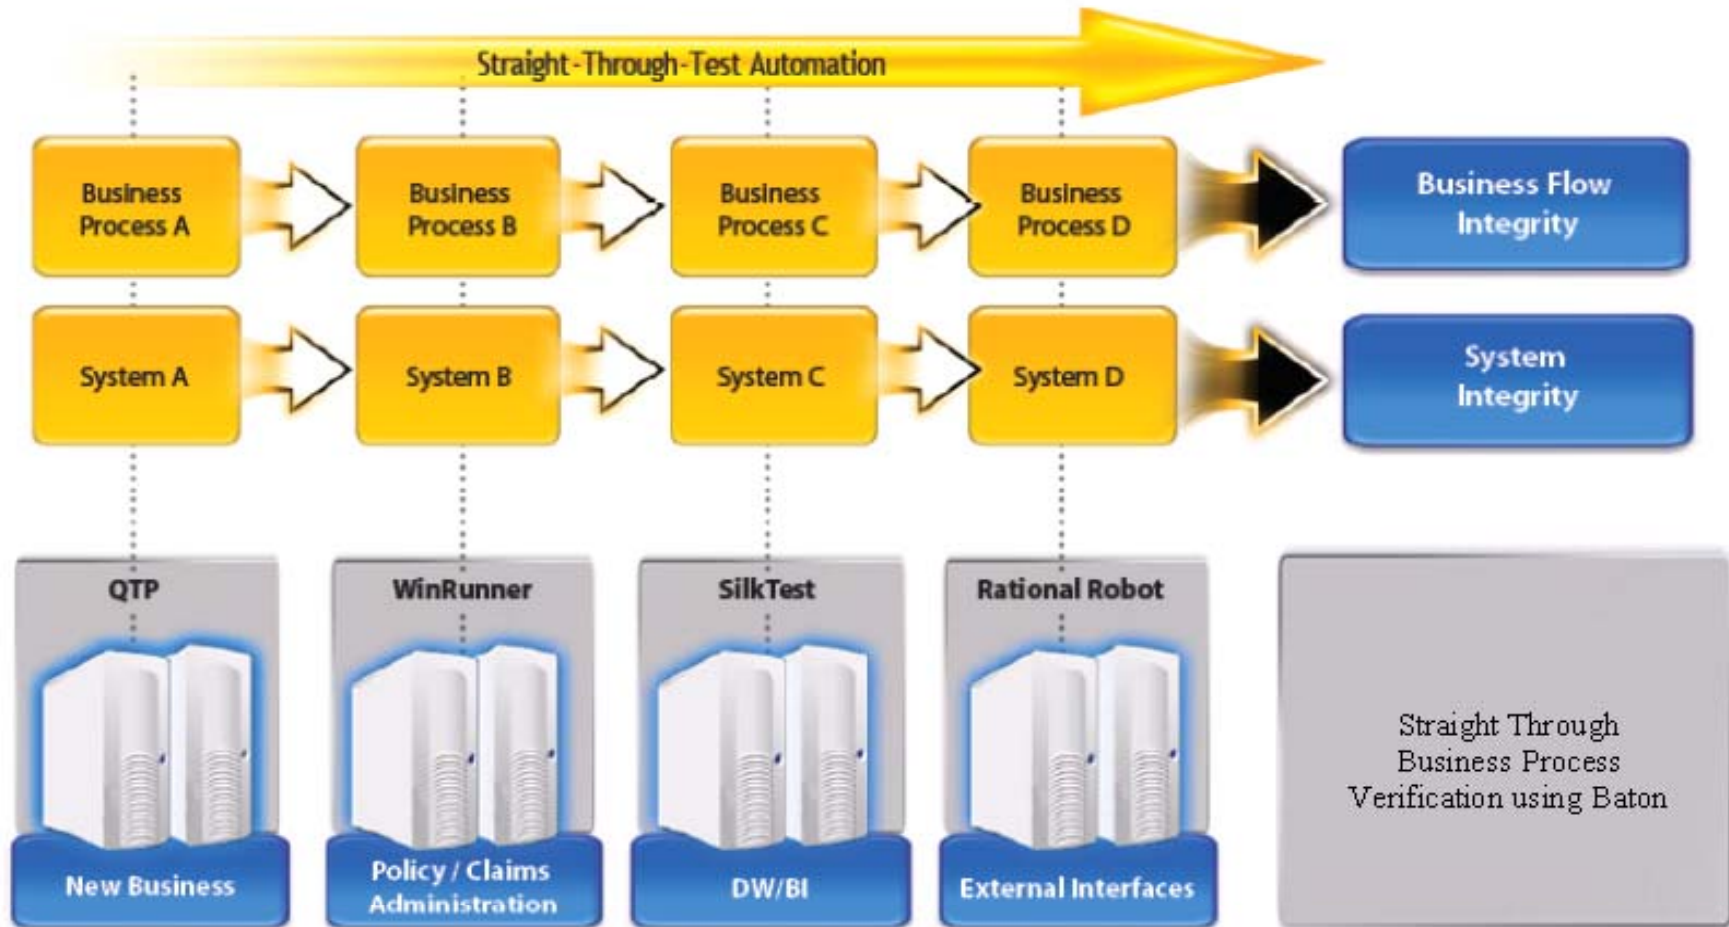 Straight-Through-Test Automation
Business
Process A
Business
Process B
Business
Process C
Business
Process D
Business Flow
Integrity
System A
System B
System C
System D
System
Integrity
QTP
WinRunner
SilkTest
Rational Robot
Straight Through
Business Process
Verification using Baton
New Business
Policy / Claims
Administration
DW/BI
External Interfaces